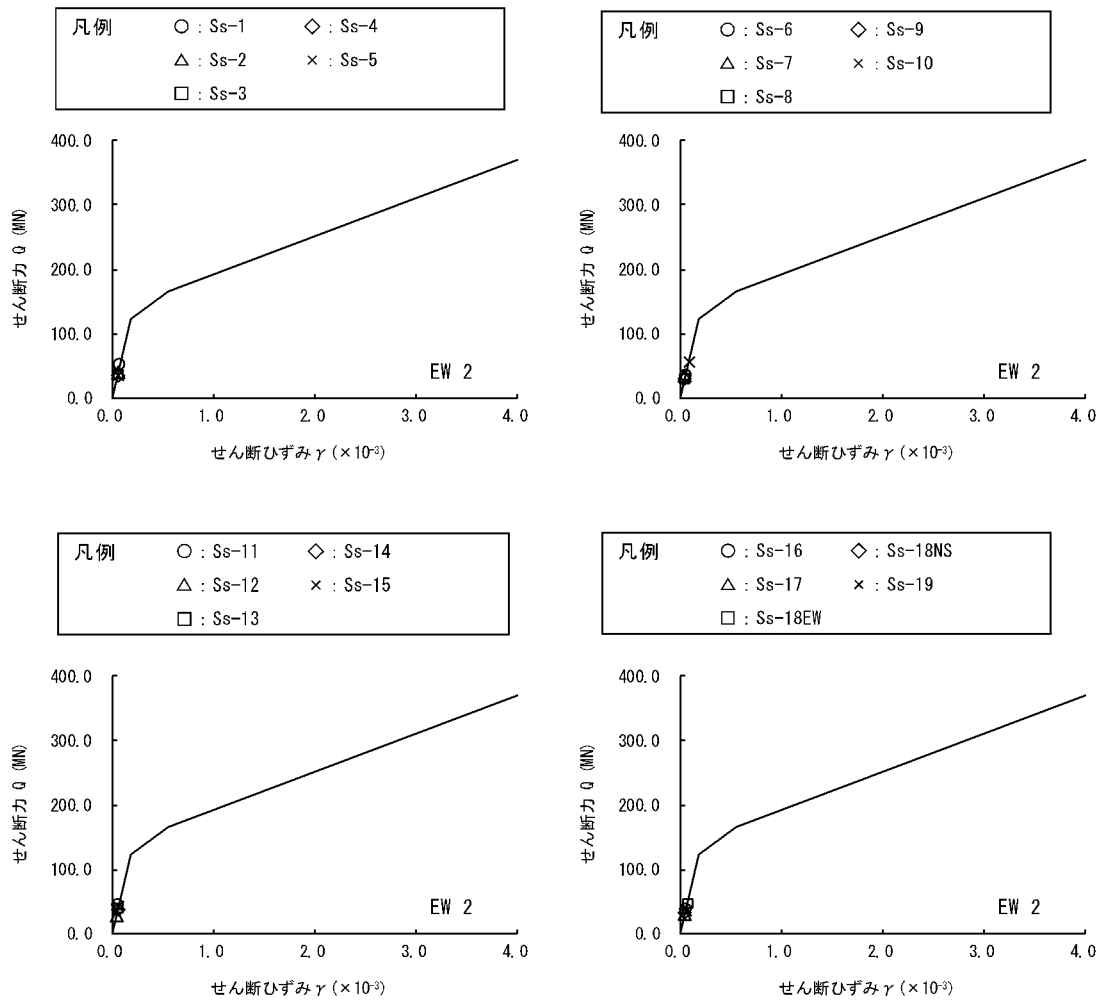 凡例 ○ : Ss-1 ◇ : Ss-4
△ : Ss-2 × : Ss-5
□ : Ss-3
400.0
300.0
200.0
100.0
0.0
せん断力 Q (MN)
EW 2
0.0 1.0 2.0 3.0 4.0
せん断ひずみ γ (×10⁻³)
凡例 ○ : Ss-6 ◇ : Ss-9
△ : Ss-7 × : Ss-10
□ : Ss-8
400.0
300.0
200.0
100.0
0.0
せん断力 Q (MN)
EW 2
0.0 1.0 2.0 3.0 4.0
せん断ひずみ γ (×10⁻³)
凡例 ○ : Ss-11 ◇ : Ss-14
△ : Ss-12 × : Ss-15
□ : Ss-13
400.0
300.0
200.0
100.0
0.0
せん断力 Q (MN)
EW 2
0.0 1.0 2.0 3.0 4.0
せん断ひずみ γ (×10⁻³)
凡例 ○ : Ss-16 ◇ : Ss-18NS
△ : Ss-17 × : Ss-19
□ : Ss-18EW
400.0
300.0
200.0
100.0
0.0
せん断力 Q (MN)
EW 2
0.0 1.0 2.0 3.0 4.0
せん断ひずみ γ (×10⁻³)